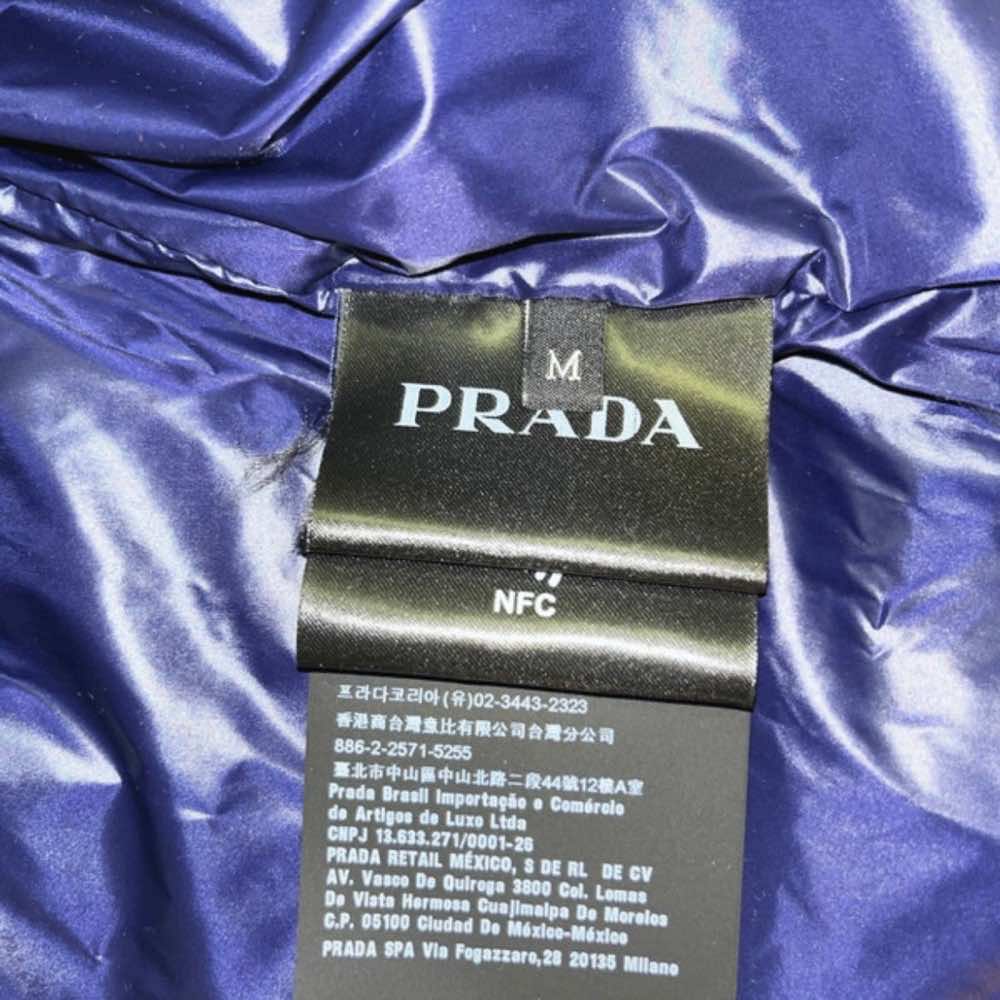 M
PRADA
NFC
프라다코리아(유)02-3443-2323
香港商台灣魚比有限公司台灣分公司
886-2-2571-5255
臺北市中山區中山北路二段44號12樓A室
Prada Brasil Importação e Comércio
de Artigos de Luxo Ltda
CNPJ 13.633.271/0001-26
PRADA RETAIL MÉXICO, S DE RL DE CV
AV. Vasco De Quiroga 3800 Col. Lomas
De Vista Hermosa Cuajimalpa De Morelos
C.P. 05100 Ciudad De México-México
PRADA SPA Via Fogazzaro,28 20135 Milano